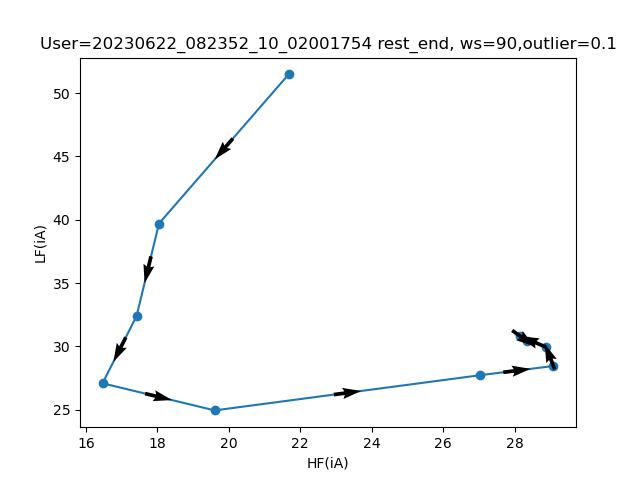 User=20230622_082352_10_02001754 rest_end, ws=90,outlier=0.1
50
45
40
35
30
25
LF(iA)
16 18 20 22 24 26 28
HF(iA)